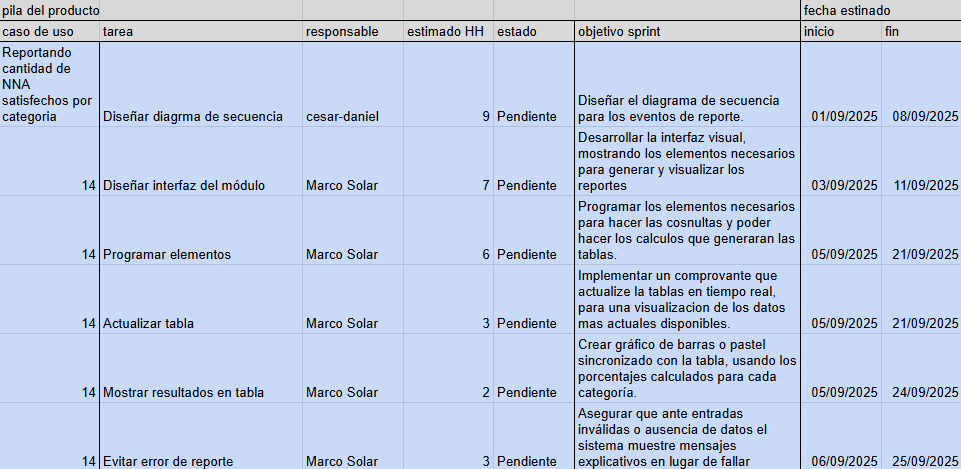 pila del producto fecha estinado
caso de uso tarea responsable estimado HH estado objetivo sprint inicio fin
Reportando
cantidad de
NNA
satisfechos por
categoria Diseñar diagrma de secuencia cesar-daniel 9 Pendiente Diseñar el diagrama de secuencia
para los eventos de reporte. 01/09/2025 08/09/2025
14 Diseñar interfaz del módulo Marco Solar 7 Pendiente Desarrollar la interfaz visual,
mostrando los elementos necesarios
para generar y visualizar los
reportes 03/09/2025 11/09/2025
14 Programar elementos Marco Solar 6 Pendiente Programar los elementos necesarios
para hacer las cosnultas y poder
hacer los calculos que generaran las
tablas. 05/09/2025 21/09/2025
14 Actualizar tabla Marco Solar 3 Pendiente Implementar un comprovante que
actualize la tablas en tiempo real,
para una visualizacion de los datos
mas actuales disponibles. 05/09/2025 21/09/2025
14 Mostrar resultados en tabla Marco Solar 2 Pendiente Crear gráfico de barras o pastel
sincronizado con la tabla, usando los
porcentajes calculados para cada
categoría. 05/09/2025 24/09/2025
14 Evitar error de reporte Marco Solar 3 Pendiente Asegurar que ante entradas
inválidas o ausencia de datos el
sistema muestre mensajes
explicativos en lugar de fallar 06/09/2025 25/09/2025